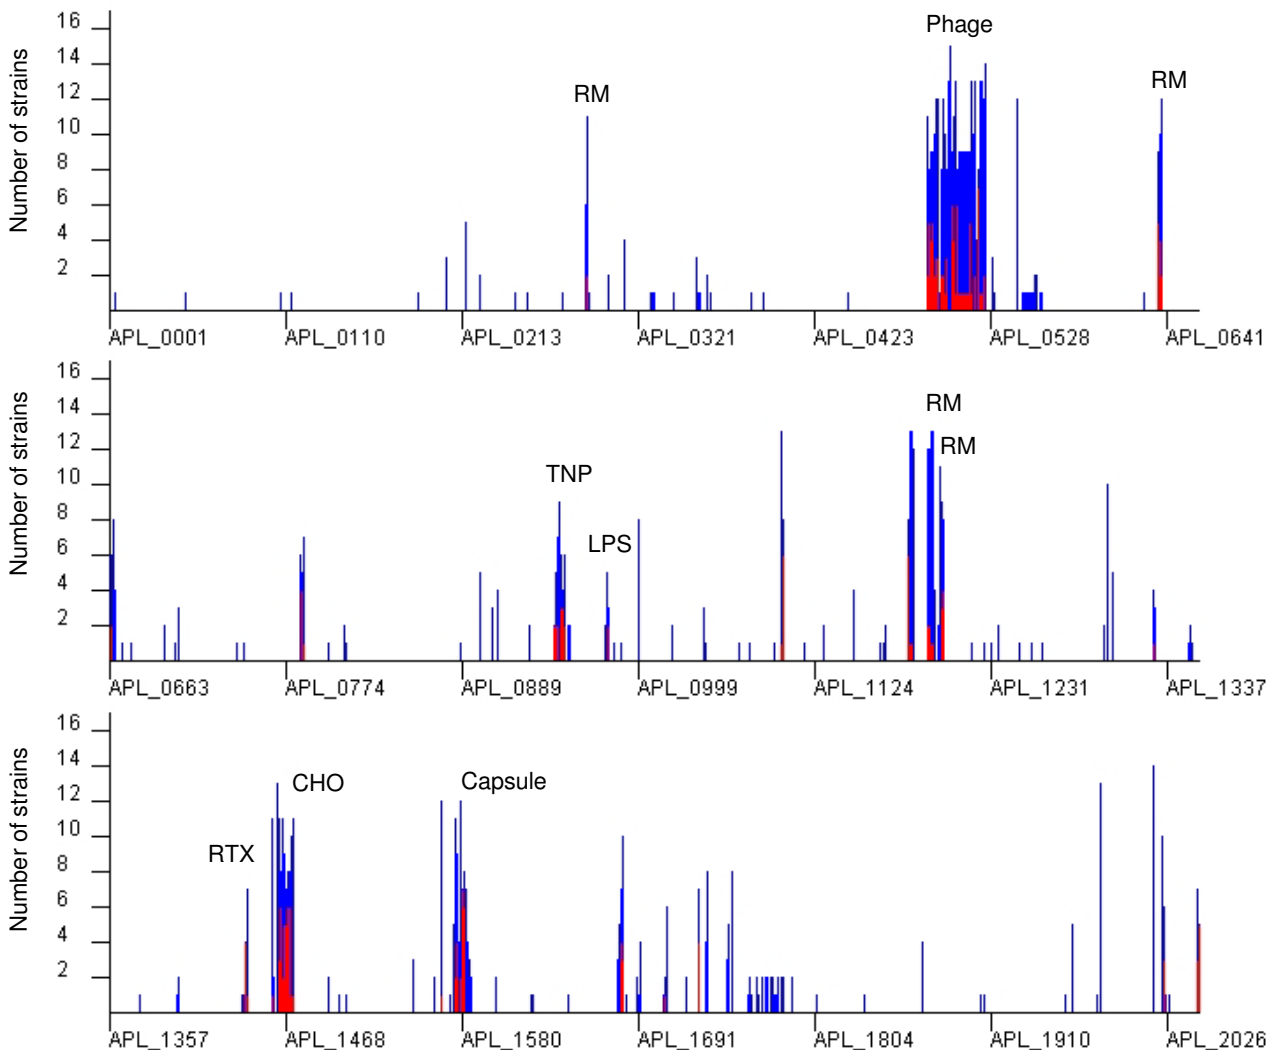 Number of strains
16
14
12
10
8
6
4
2
RM
Phage
RM
APL_0001 APL_0110 APL_0213 APL_0321 APL_0423 APL_0528 APL_0641
Number of strains
16
14
12
10
8
6
4
2
TNP
LPS
RM
RM
APL_0663 APL_0774 APL_0889 APL_0999 APL_1124 APL_1231 APL_1337
Number of strains
16
14
12
10
8
6
4
2
RTX
CHO
Capsule
APL_1357 APL_1468 APL_1580 APL_1691 APL_1804 APL_1910 APL_2026